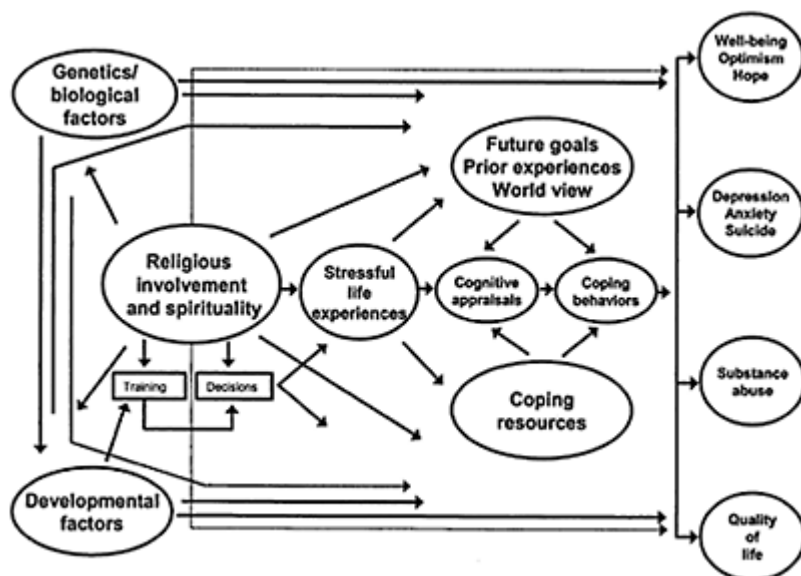 Genetics/
biological
factors
Well-being
Optimism
Hope
Future goals
Prior experiences
World view
Depression
Anxiety
Suicide
Religious
involvement
and spirituality
Stressful
life
experiences
Cognitive
appraisals
Coping
behaviors
Training
Decisions
Coping
resources
Substance
abuse
Developmental
factors
Quality
of
life